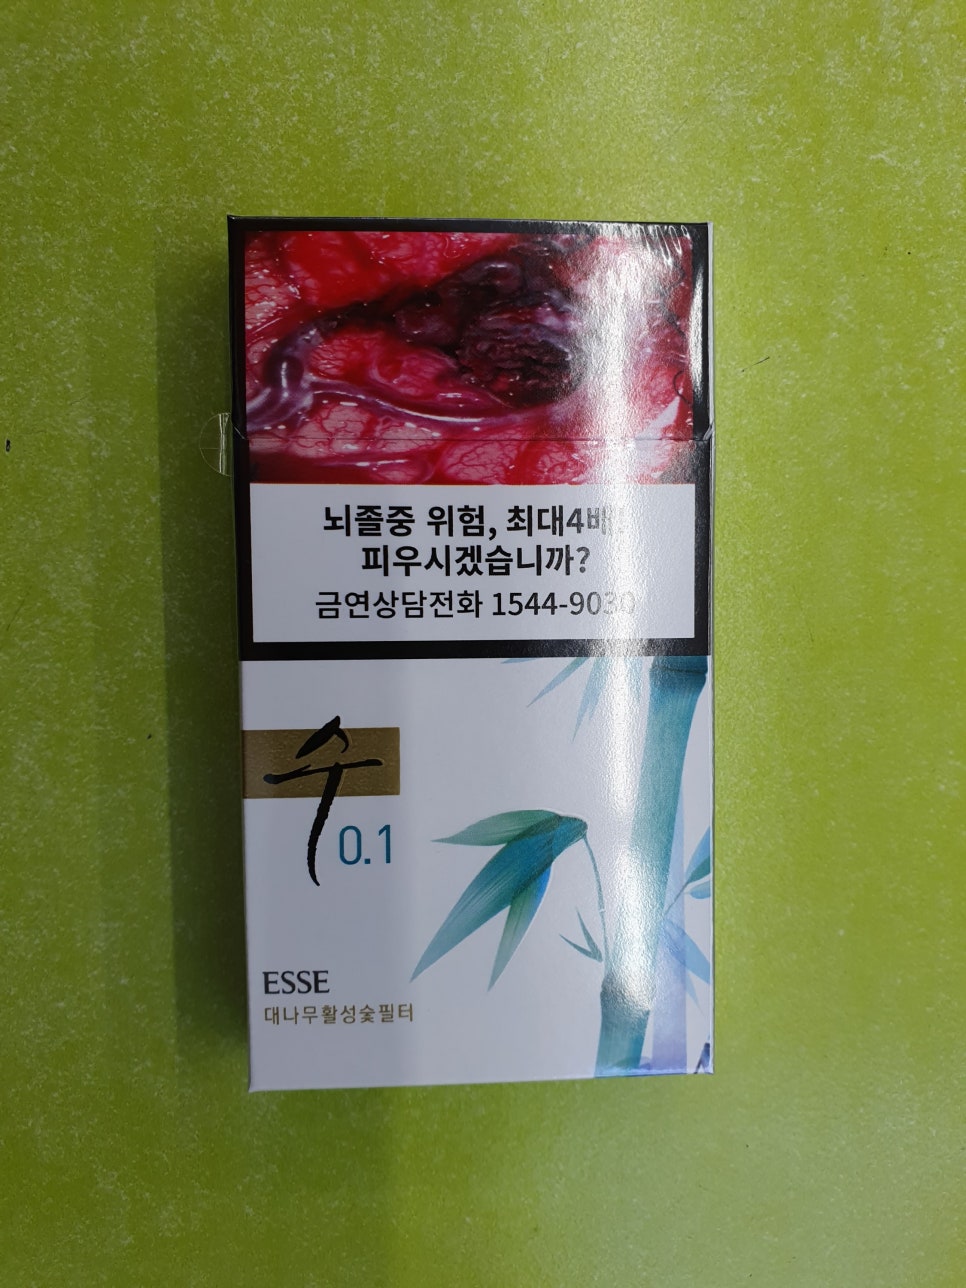 뇌졸중 위험, 최대4배!
피우시겠습니까?
금연상담전화 1544-9030
수
0.1
ESSE
대나무활성숯필터